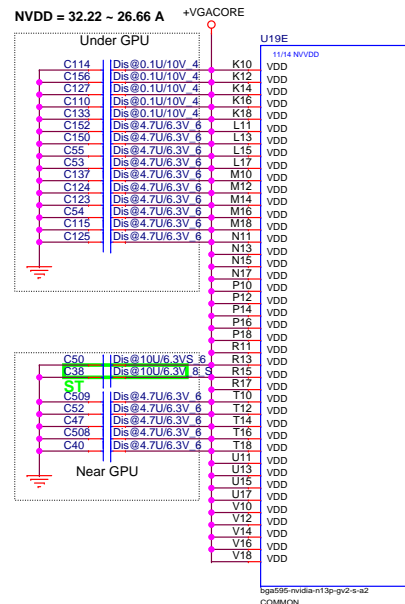 NVDD = 32.22 ~ 26.66 A
+VGACORE
Under GPU
U19E
11/14 NVVDD
C114 Dis@0.1U/10V_4 K10 VDD
C156 Dis@0.1U/10V_4 K12 VDD
C127 Dis@0.1U/10V_4 K14 VDD
C110 Dis@0.1U/10V_4 K16 VDD
C133 Dis@0.1U/10V_4 K18 VDD
C152 Dis@4.7U/6.3V_6 L11 VDD
C150 Dis@4.7U/6.3V_6 L13 VDD
C55 Dis@4.7U/6.3V_6 L15 VDD
C53 Dis@4.7U/6.3V_6 L17 VDD
C137 Dis@4.7U/6.3V_6 M10 VDD
C124 Dis@4.7U/6.3V_6 M12 VDD
C123 Dis@4.7U/6.3V_6 M14 VDD
C54 Dis@4.7U/6.3V_6 M16 VDD
C115 Dis@4.7U/6.3V_6 M18 VDD
C125 Dis@4.7U/6.3V_6 N11 VDD
N13 VDD
N15 VDD
N17 VDD
P10 VDD
P12 VDD
P14 VDD
P16 VDD
P18 VDD
R11 VDD
C50 Dis@10U/6.3VS_6 R13 VDD
C38 Dis@10U/6.3V_8_S R15 VDD
ST R17 VDD
C509 Dis@4.7U/6.3V_6 T10 VDD
C52 Dis@4.7U/6.3V_6 T12 VDD
C47 Dis@4.7U/6.3V_6 T14 VDD
C508 Dis@4.7U/6.3V_6 T16 VDD
C40 Dis@4.7U/6.3V_6 T18 VDD
U11 VDD
Near GPU
U13 VDD
U15 VDD
U17 VDD
V10 VDD
V12 VDD
V14 VDD
V16 VDD
V18 VDD
bga595-nvidia-n13p-gv2-s-a2
COMMON